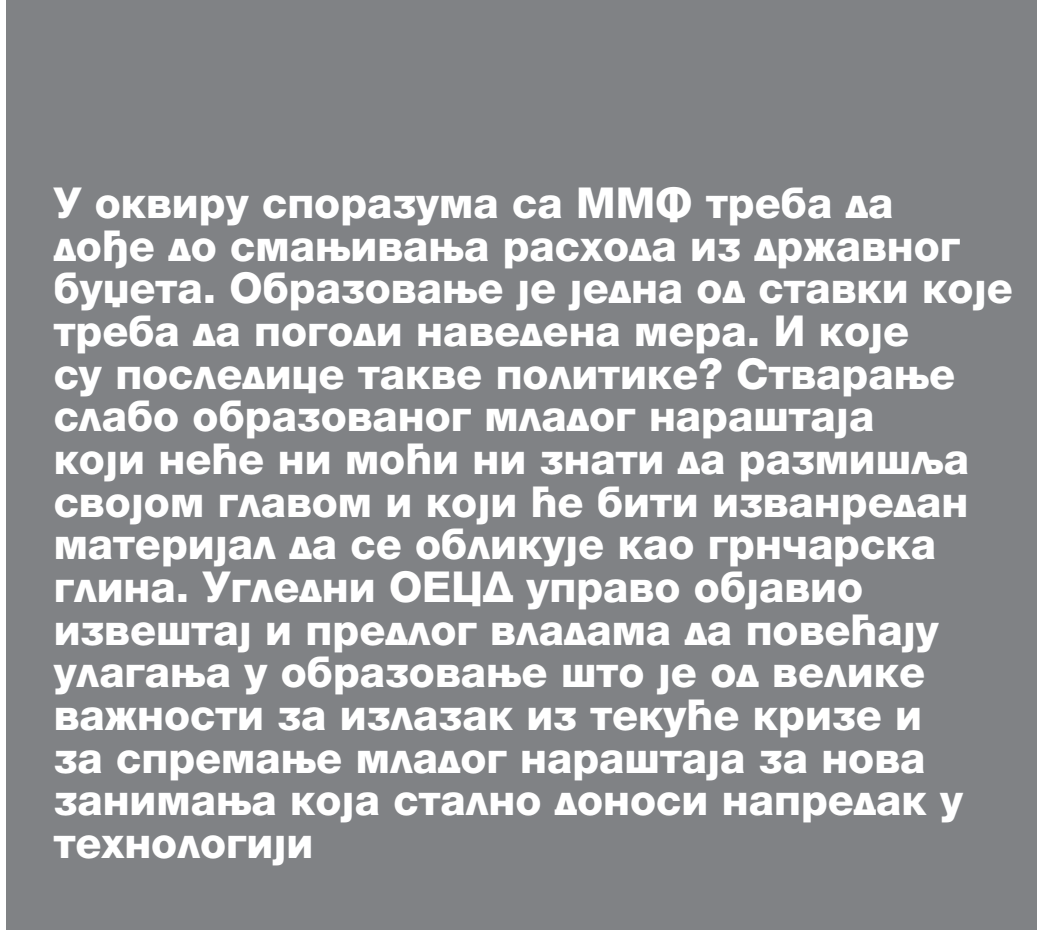 У оквиру споразума са ММФ треба да
дође до смањивања расхода из државног
буџета. Образовање је једна од ставки које
треба да погоди наведена мера. И које
су последице такве политике? Стварање
слабо образованог младог нараштаја
који неће ни моћи ни знати да размишља
својом главом и који ће бити изванредан
материјал да се обликује као грнчарска
глина. Угледни ОЕЦД управо објавио
извештај и предлог владама да повећају
улагања у образовање што је од велике
важности за излазак из текуће кризе и
за спремање младог нараштаја за нова
занимања која стално доноси напредак у
технологији